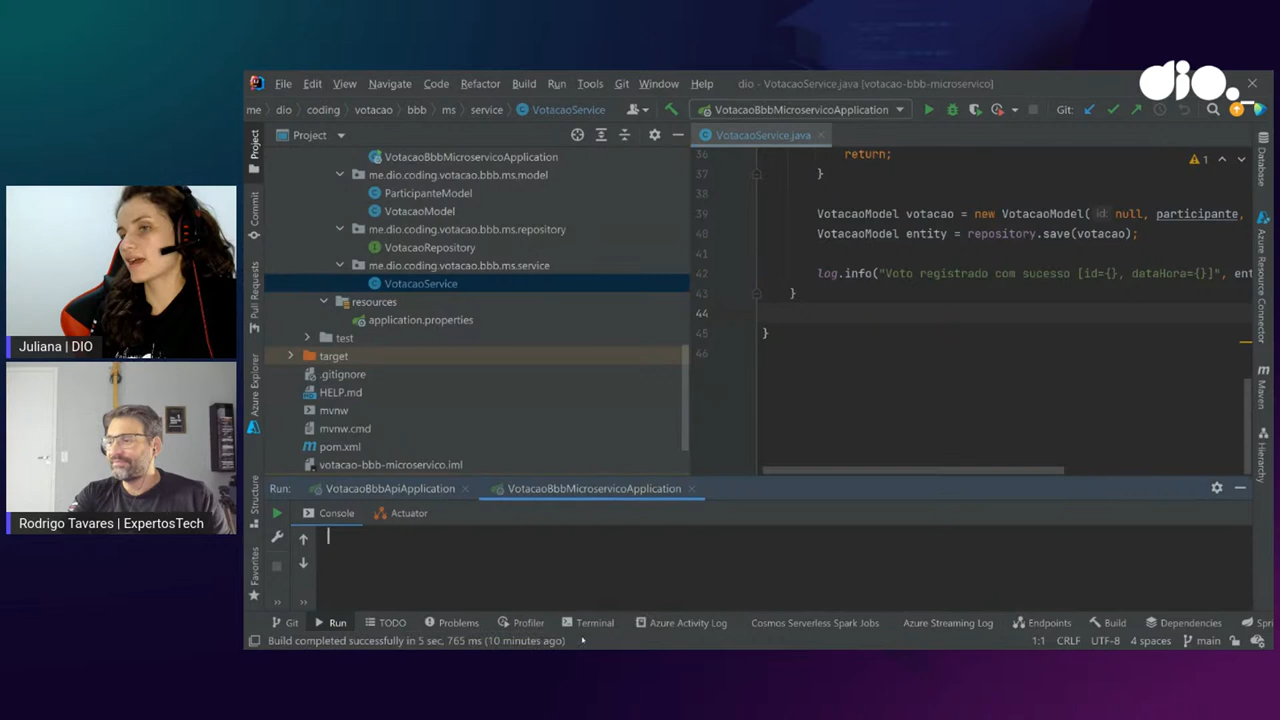 dio._
File Edit View Navigate Code Refactor Build Run Tools Git Window Help dio - VotacaoService.java [votacao-bbb-microservico]
me dio coding votacao bbb ms service VotacaoService VotacaoBbbMicroservicoApplication Git:
Project
VotacaoService.java
VotacaoBbbMicroservicoApplication
me.dio.coding.votacao.bbb.ms.model
ParticipanteModel
VotacaoModel
me.dio.coding.votacao.bbb.ms.repository
VotacaoRepository
me.dio.coding.votacao.bbb.ms.service
VotacaoService
resources
application.properties
test
target
.gitignore
HELP.md
mvnw
mvnw.cmd
pom.xml
votacao-bbb-microservico.iml
36 return;
37 }
38
39 VotacaoModel votacao = new VotacaoModel( id: null, participante,
40 VotacaoModel entity = repository.save(votacao);
41
42 log.info("Voto registrado com sucesso [id={}, dataHora={}]", ent
43 }
44
45 }
46
1
Project
Commit
Pull Requests
Azure Explorer
Structure
Favorites
Database
Azure Resource Connector
Maven
Hierarchy
Juliana | DIO
Rodrigo Tavares | ExpertosTech
Run: VotacaoBbbApiApplication VotacaoBbbMicroservicoApplication
Console Actuator
Git Run TODO Problems Profiler Terminal Azure Activity Log Cosmos Serverless Spark Jobs Azure Streaming Log Endpoints Build Dependencies Spri
Build completed successfully in 5 sec, 765 ms (10 minutes ago) 1:1 CRLF UTF-8 4 spaces main